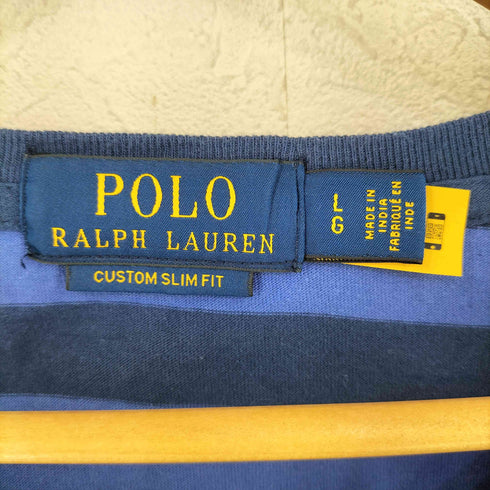 POLO
RALPH LAUREN
CUSTOM SLIM FIT
L
G
MADE IN
INDIA
FABRIQUÉ EN
INDE